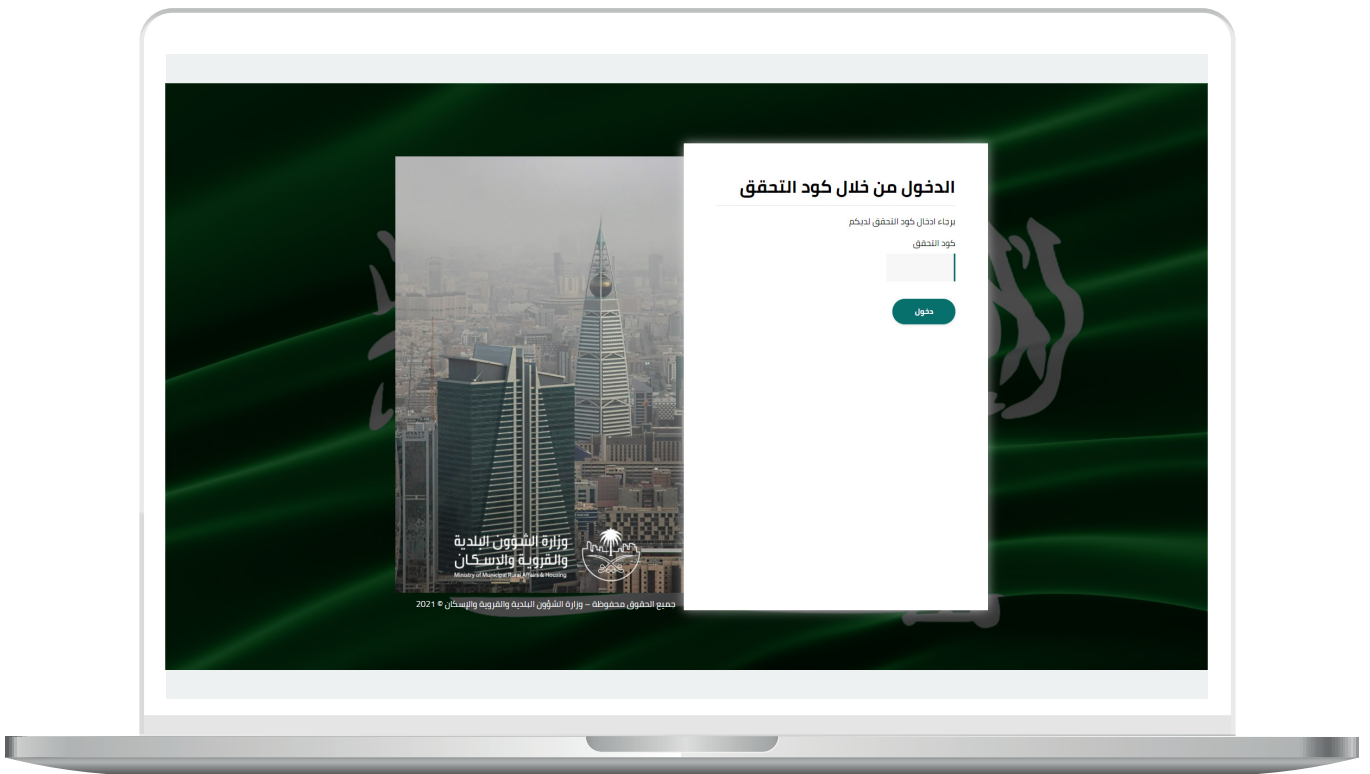 الدخول من خلال كود التحقق
برجاء ادخال كود التحقق لديكم
كود التحقق
دخول
وزارة الشؤون البلدية
والقروية والإسكان
Ministry of Municipal Rural Affairs & Housing
جميع الحقوق محفوظة – وزارة الشؤون البلدية والقروية والإسكان © 2021